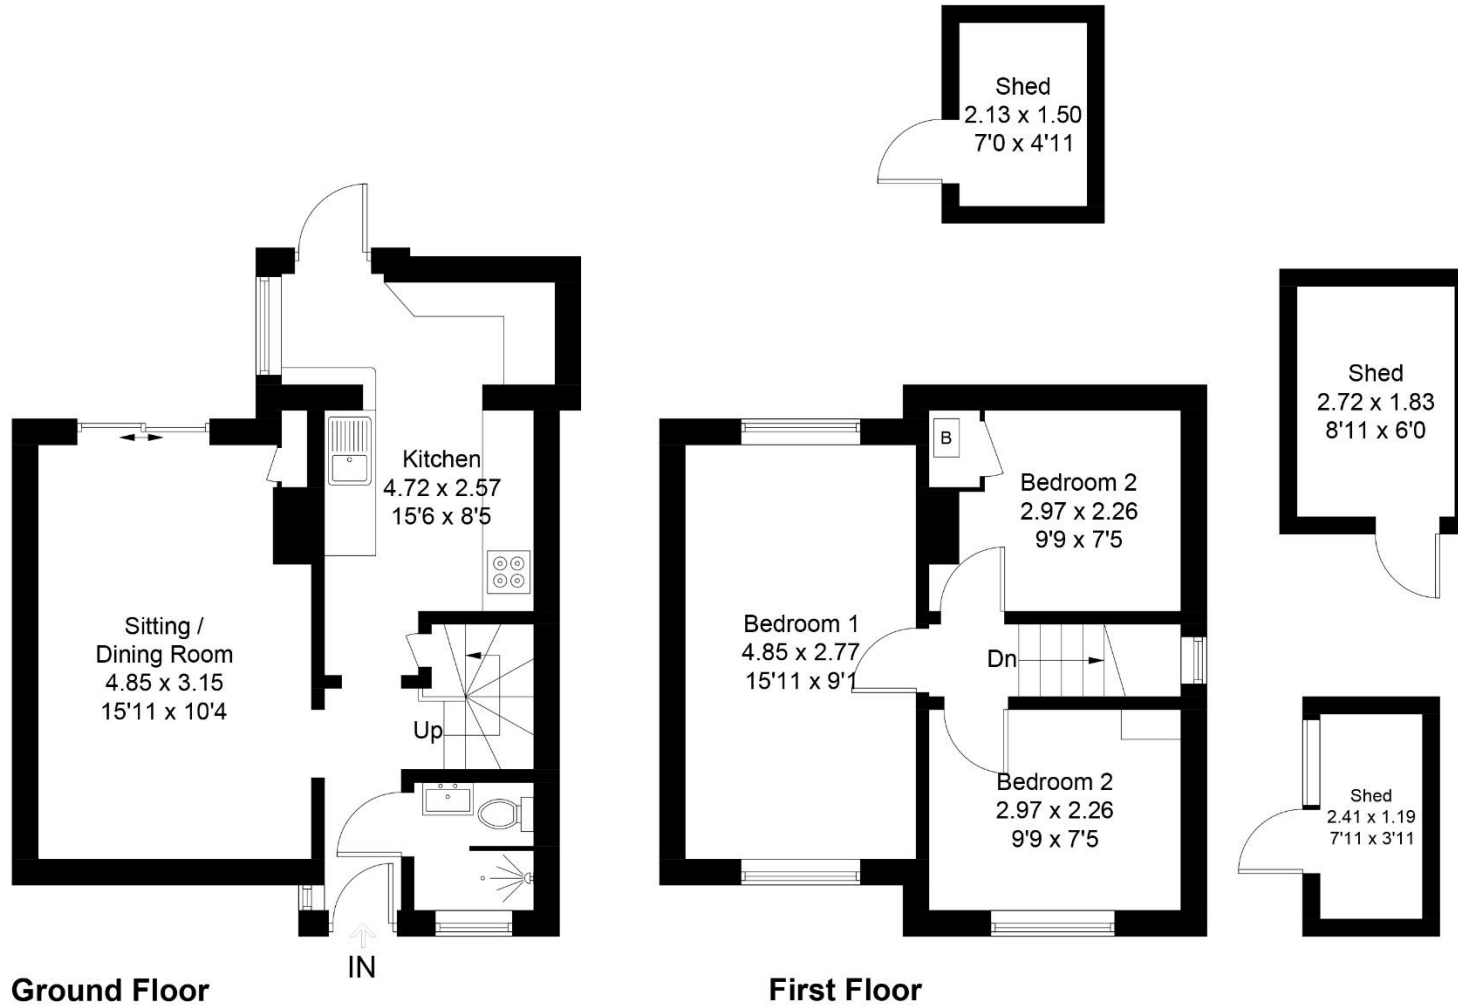 Shed
2.13 x 1.50
7'0 x 4'11
Shed
2.72 x 1.83
8'11 x 6'0
Kitchen
4.72 x 2.57
15'6 x 8'5
B
Bedroom 2
2.97 x 2.26
9'9 x 7'5
Sitting /
Dining Room
4.85 x 3.15
15'11 x 10'4
Up
Bedroom 1
4.85 x 2.77
15'11 x 9'1
Dn
Bedroom 2
2.97 x 2.26
9'9 x 7'5
Shed
2.41 x 1.19
7'11 x 3'11
IN
Ground Floor
First Floor